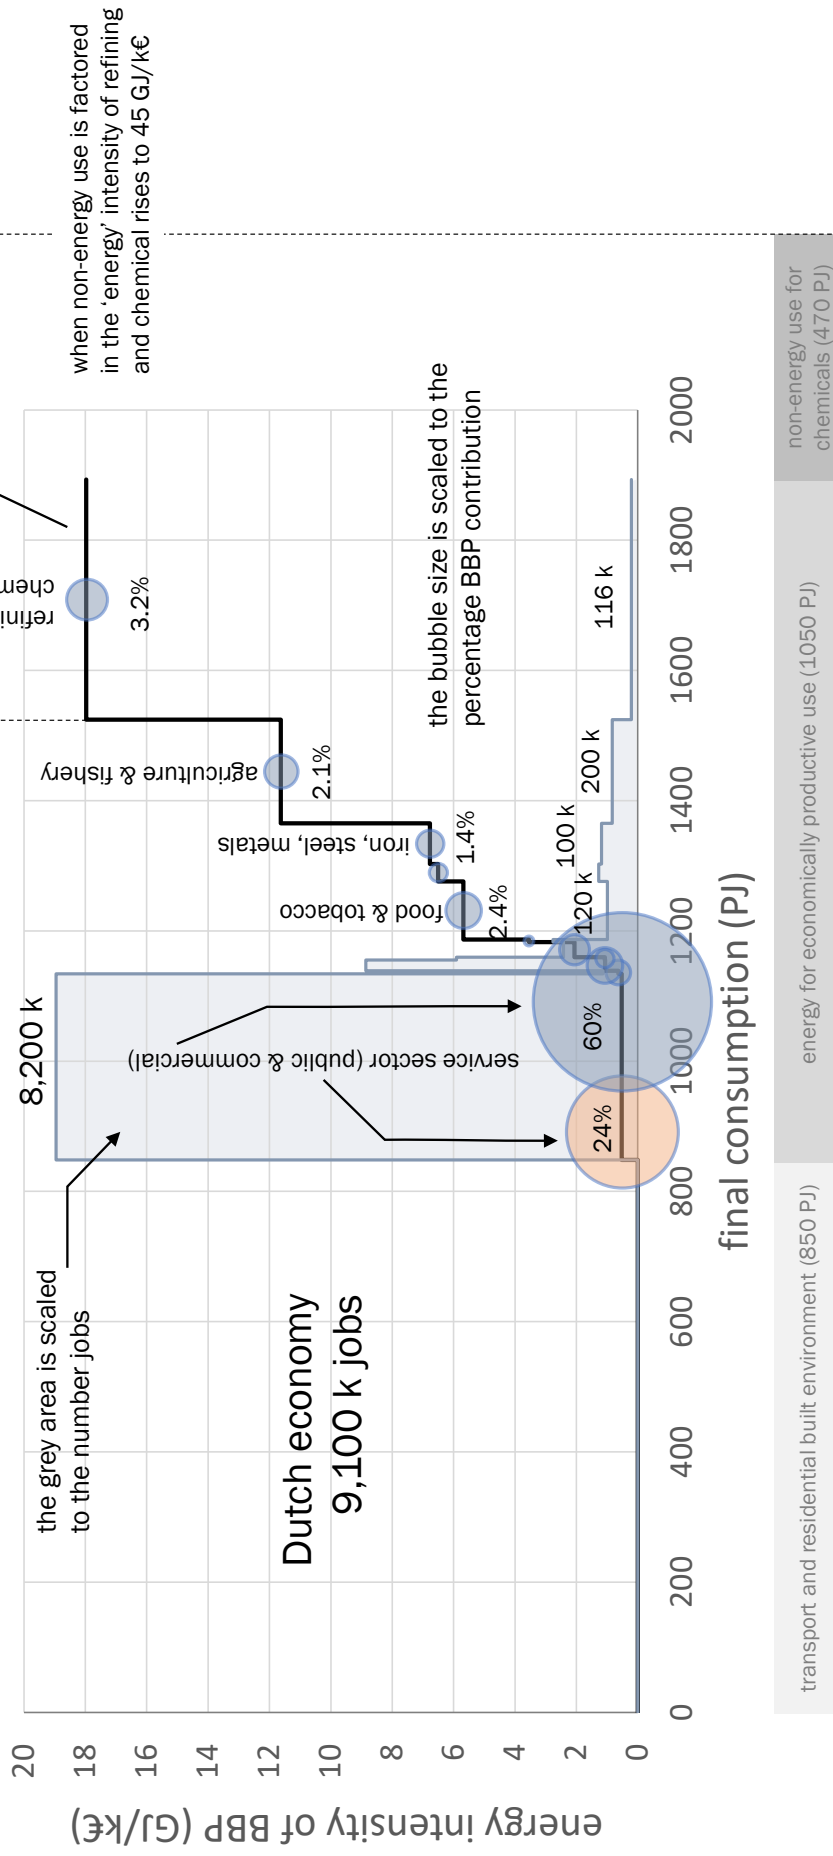 when non-energy use is factored
in the ‘energy’ intensity of refining
and chemical rises to 45 GJ/k€
3.2%
agriculture & fishery
2.1%
iron, steel, metals
1.4%
food & tobacco
2.4%
the bubble size is scaled to the
percentage BBP contribution
116 k
200 k
100 k
120 k
8,200 k
service sector (public & commercial)
60%
24%
the grey area is scaled
to the number jobs
Dutch economy
9,100 k jobs
energy intensity of BBP (GJ/k€)
20
18
16
14
12
10
8
6
4
2
0
0
200
400
600
800
1000
1200
1400
1600
1800
2000
final consumption (PJ)
transport and residential built environment (850 PJ)
energy for economically productive use (1050 PJ)
non-energy use for
chemicals (470 PJ)